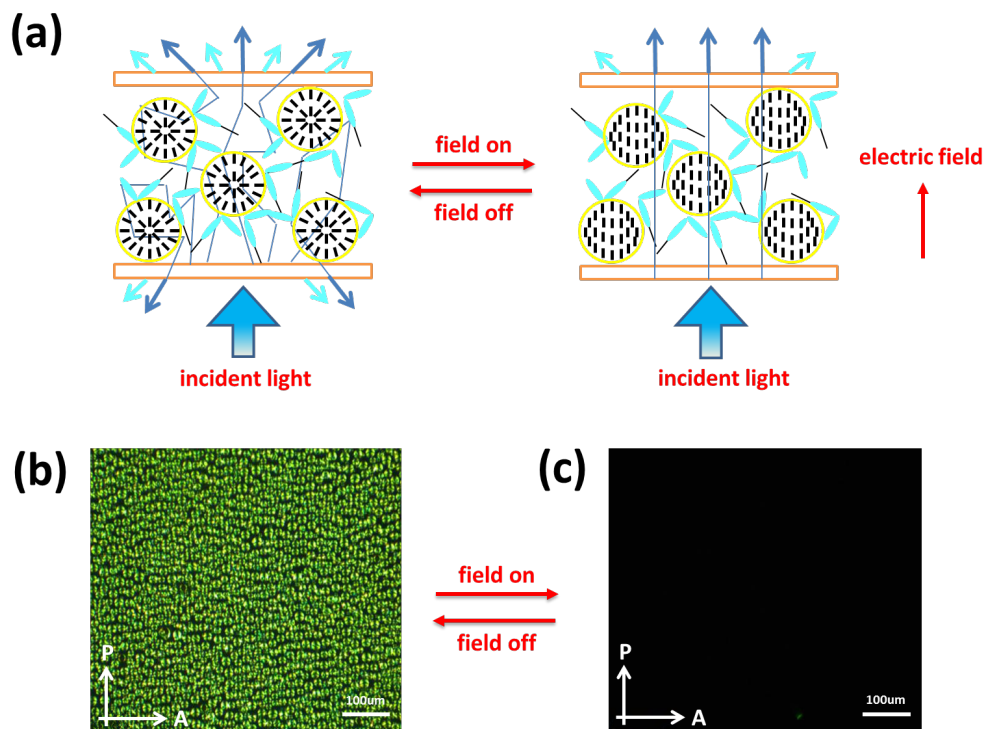 (a)
field on
field off
electric field
incident light
incident light
(b)
(c)
field on
field off
P
A
100um
P
A
100um